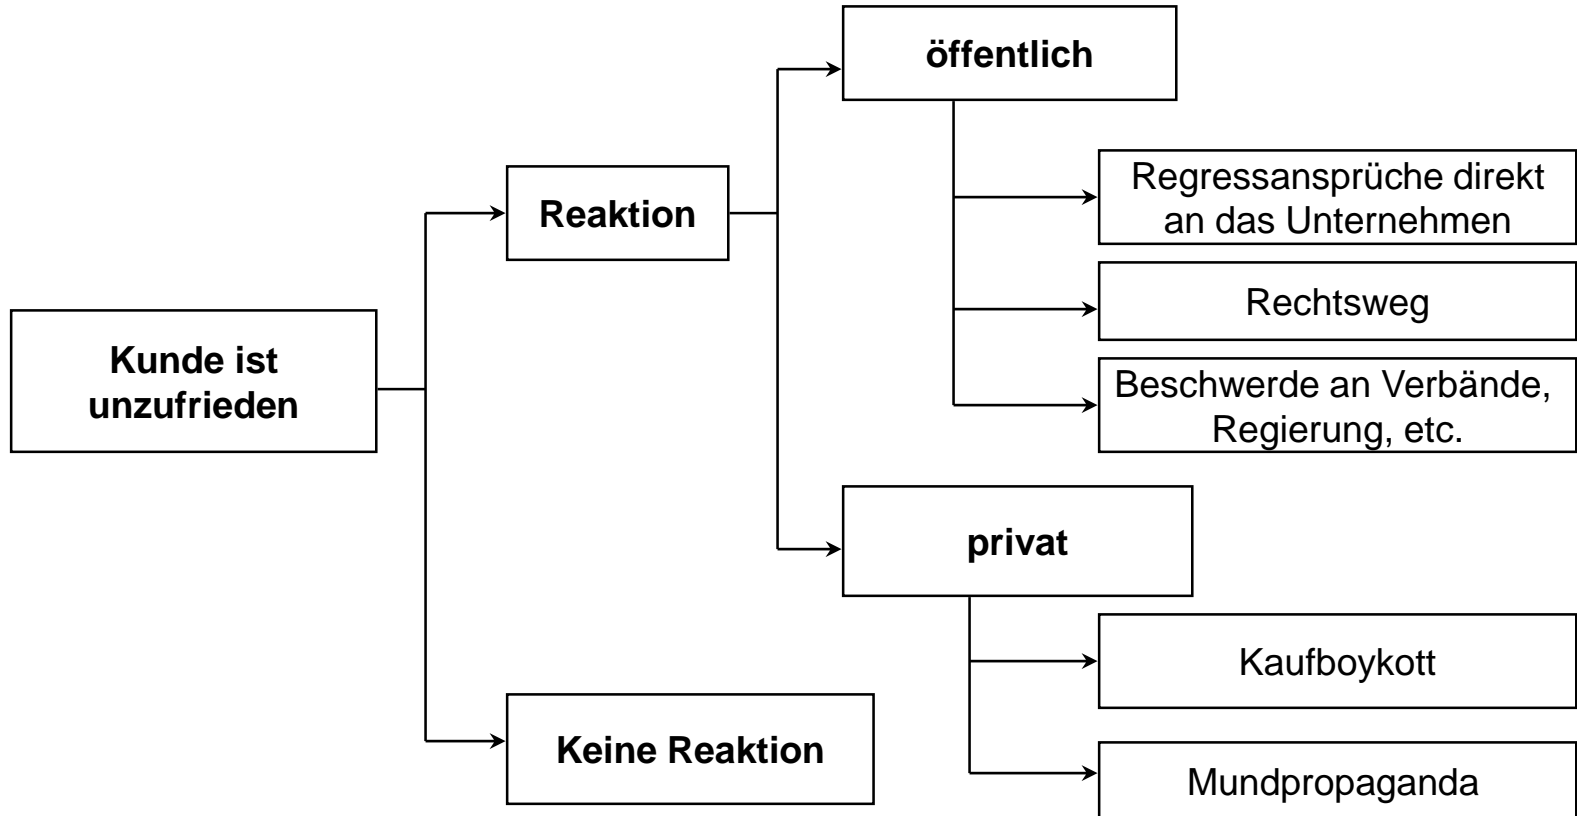 öffentlich
Regressansprüche direkt
an das Unternehmen
Reaktion
Rechtsweg
Kunde ist
unzufrieden
Beschwerde an Verbände,
Regierung, etc.
privat
Kaufboykott
Keine Reaktion
Mundpropaganda